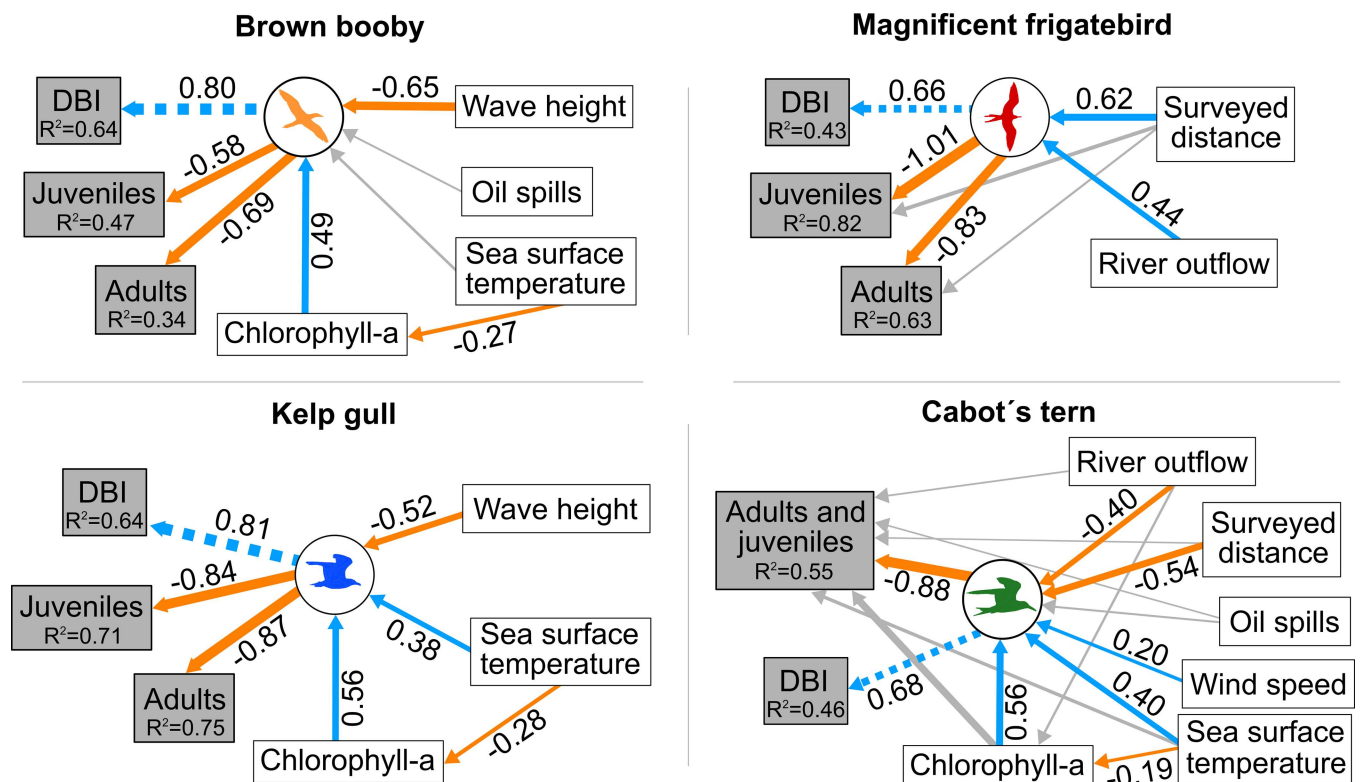 Brown booby
DBI
R²=0.64
0.80
-0.65
Wave height
-0.58
Juveniles
R²=0.47
-0.69
Oil spills
0.49
Adults
R²=0.34
Sea surface
temperature
Chlorophyll-a
-0.27
Magnificent frigatebird
DBI
R²=0.43
0.66
0.62
Surveyed
distance
-1.01
Juveniles
R²=0.82
-0.83
0.44
River outflow
Adults
R²=0.63
Kelp gull
DBI
R²=0.64
0.81
-0.52
Wave height
-0.84
Juveniles
R²=0.71
-0.87
0.38
Sea surface
temperature
Adults
R²=0.75
0.56
-0.28
Chlorophyll-a
Cabot´s tern
River outflow
Adults and
juveniles
R²=0.55
-0.40
Surveyed
distance
-0.88
-0.54
Oil spills
0.20
Wind speed
DBI
R²=0.46
0.68
0.56
0.40
Sea surface
temperature
Chlorophyll-a
-0.19